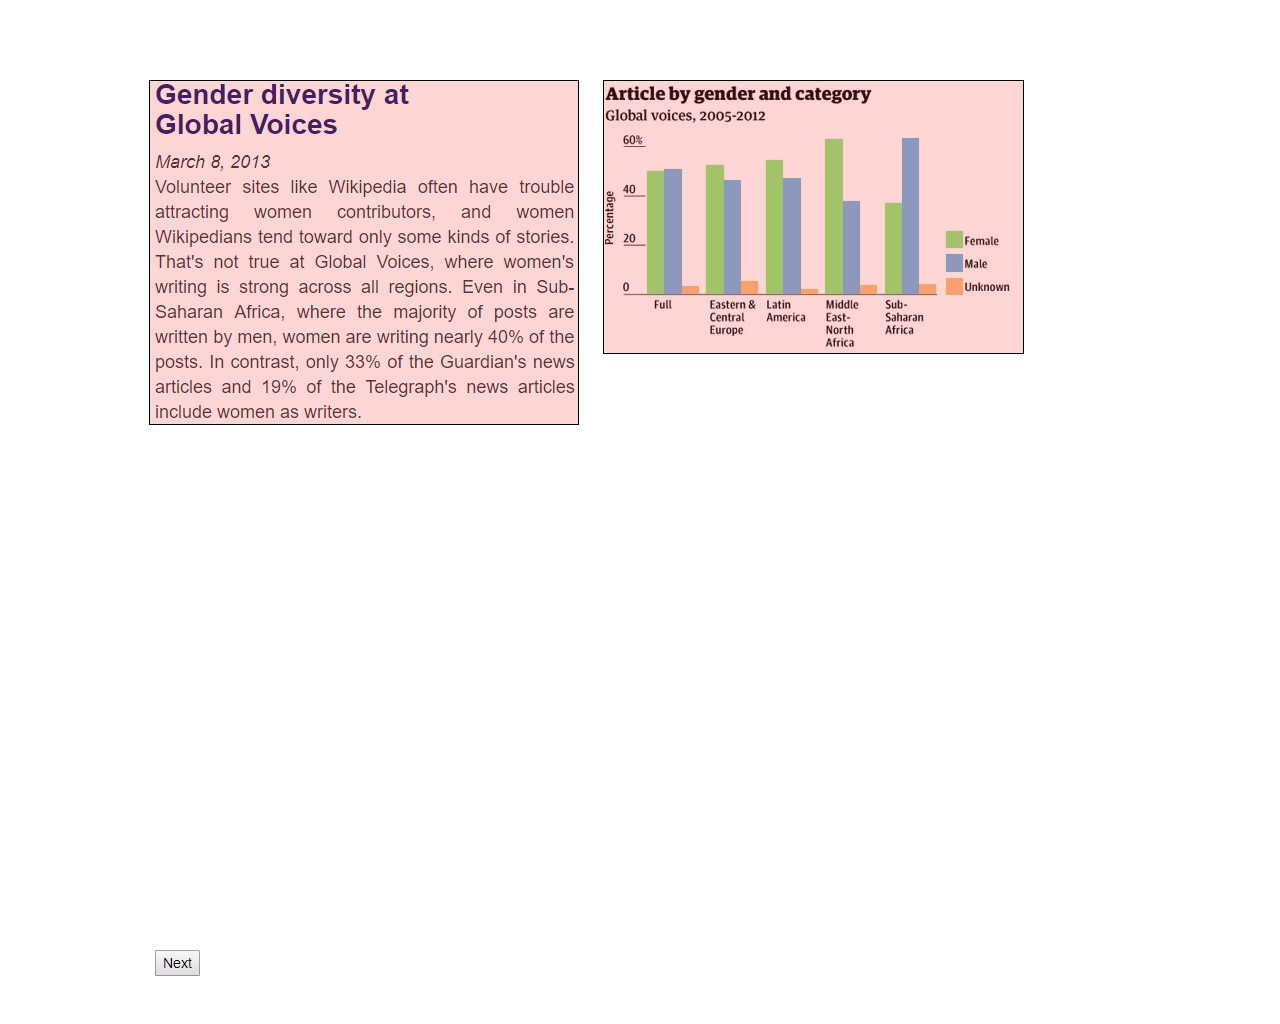 Gender diversity at
Global Voices
March 8, 2013
Volunteer sites like Wikipedia often have trouble
attracting women contributors, and women
Wikipedians tend toward only some kinds of stories.
That's not true at Global Voices, where women's
writing is strong across all regions. Even in Sub-
Saharan Africa, where the majority of posts are
written by men, women are writing nearly 40% of the
posts. In contrast, only 33% of the Guardian's news
articles and 19% of the Telegraph's news articles
include women as writers.
Article by gender and category
Global voices, 2005-2012
60%
40
20
0
Percentage
Full
Eastern &
Central
Europe
Latin
America
Middle
East-
North
Africa
Sub-
Saharan
Africa
Female
Male
Unknown
Next